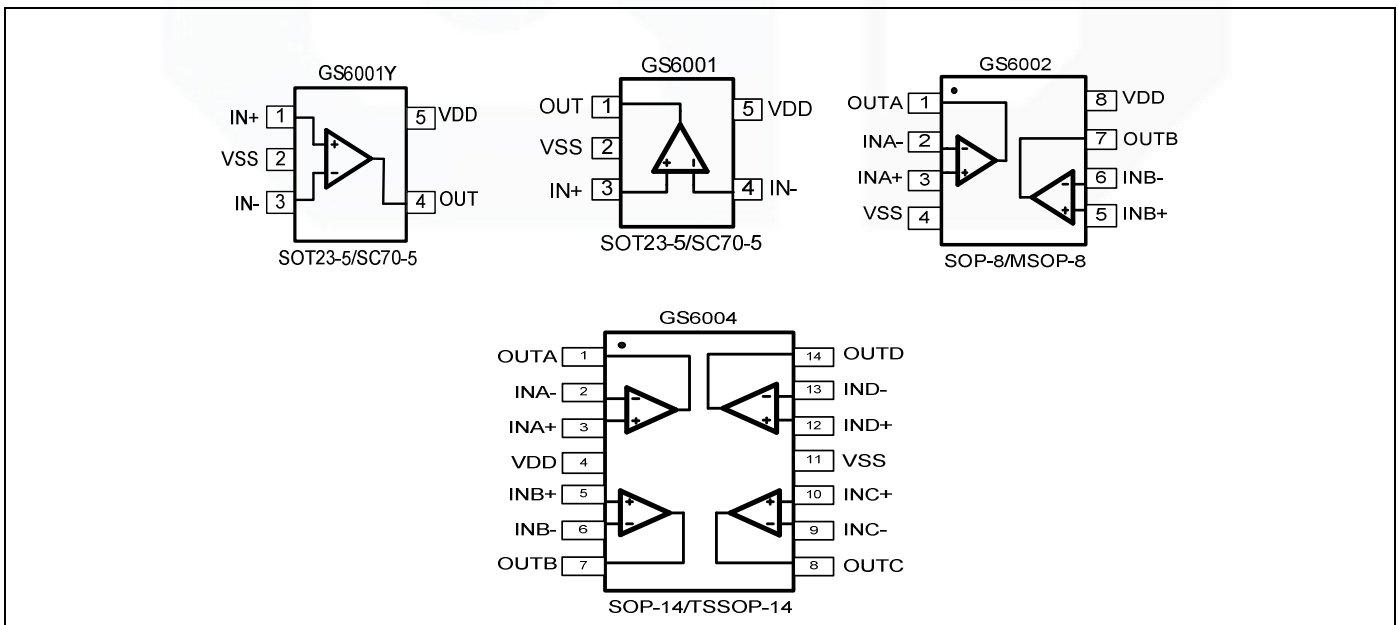 GS6001Y
IN+ 1 5 VDD
+
VSS 2
-
IN- 3 4 OUT
SOT23-5/SC70-5
GS6001
OUT 1 5 VDD
VSS 2
+ -
IN+ 3 4 IN-
SOT23-5/SC70-5
GS6002
OUTA 1 8 VDD
INA- 2 - 7 OUTB
INA+ 3 + - 6 INB-
VSS 4 + 5 INB+
SOP-8/MSOP-8
GS6004
OUTA 1 14 OUTD
INA- 2 - - 13 IND-
INA+ 3 + + 12 IND+
VDD 4 11 VSS
INB+ 5 + + 10 INC+
INB- 6 - - 9 INC-
OUTB 7 8 OUTC
SOP-14/TSSOP-14